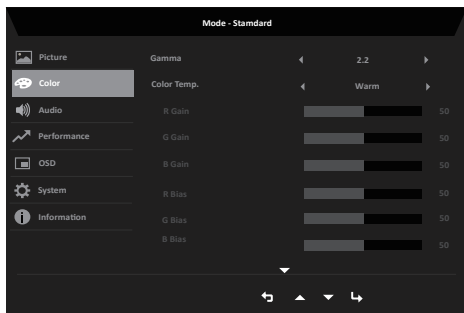 Mode - Stamdard
Picture
Gamma 2.2
Color
Color Temp. Warm
Audio
R Gain 50
Performance
G Gain 50
OSD
B Gain 50
System
R Bias 50
Information
G Bias 50
B Bias 50